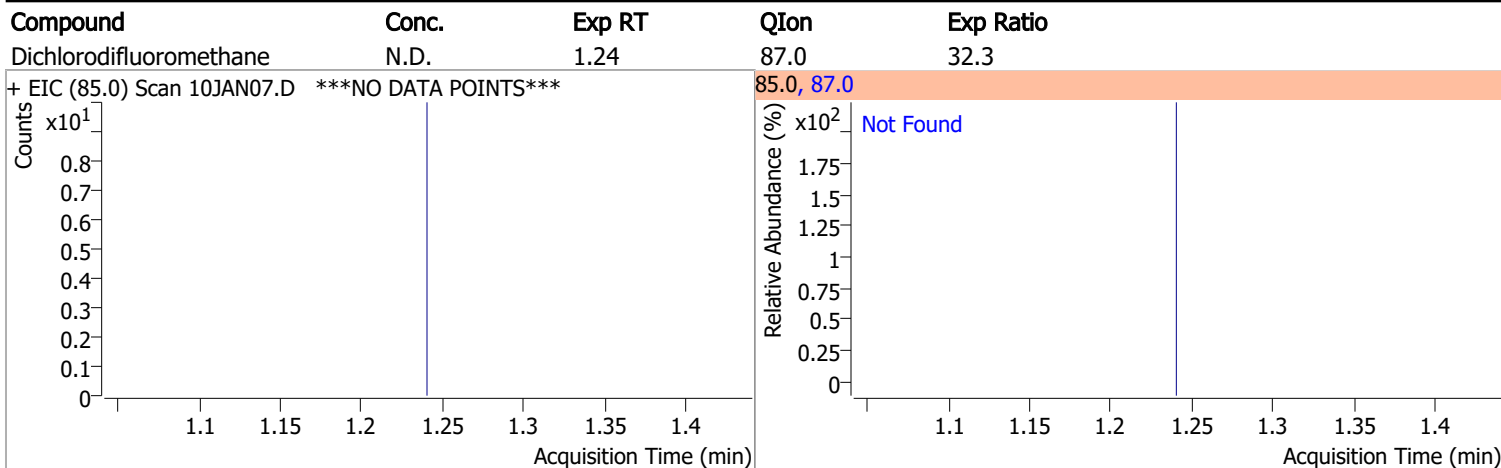 Compound Conc. Exp RT QIon Exp Ratio
Dichlorodifluoromethane N.D. 1.24 87.0 32.3
+ EIC (85.0) Scan 10JAN07.D ***NO DATA POINTS***
Counts
x10¹
0.8
0.7
0.6
0.5
0.4
0.3
0.2
0.1
0
1.1 1.15 1.2 1.25 1.3 1.35 1.4
Acquisition Time (min)
85.0, 87.0
Relative Abundance (%)
x10²
Not Found
1.75
1.5
1.25
1
0.75
0.5
0.25
0
1.1 1.15 1.2 1.25 1.3 1.35 1.4
Acquisition Time (min)